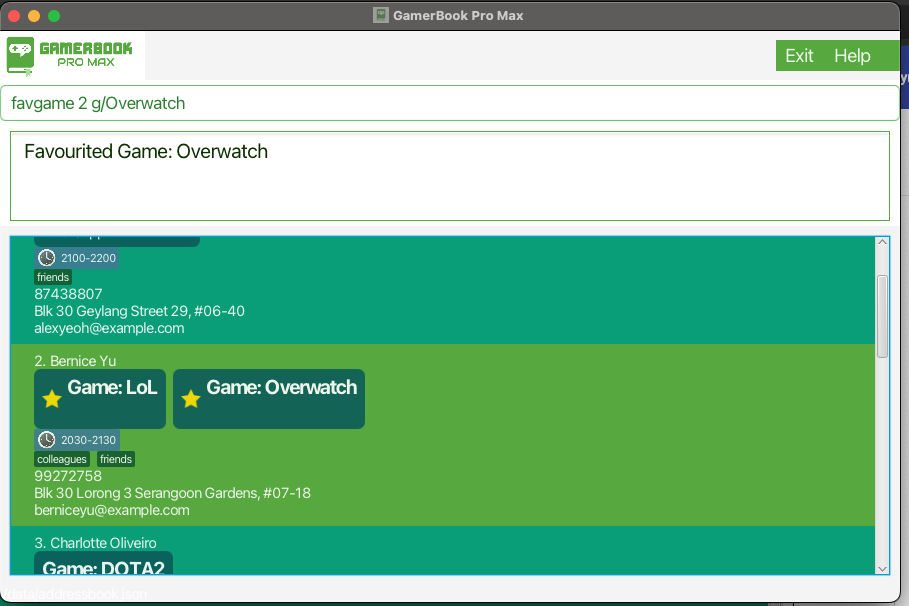 GamerBook Pro Max
GAMERBOOK
PRO MAX
Exit Help
favgame 2 g/Overwatch
Favourited Game: Overwatch
2100-2200
friends
87438807
Blk 30 Geylang Street 29, #06-40
alexyeoh@example.com
2. Bernice Yu
Game: LoL Game: Overwatch
2030-2130
colleagues friends
99272758
Blk 30 Lorong 3 Serangoon Gardens, #07-18
berniceyu@example.com
3. Charlotte Oliveiro
Game: DOTA2
/data/addressbook.json